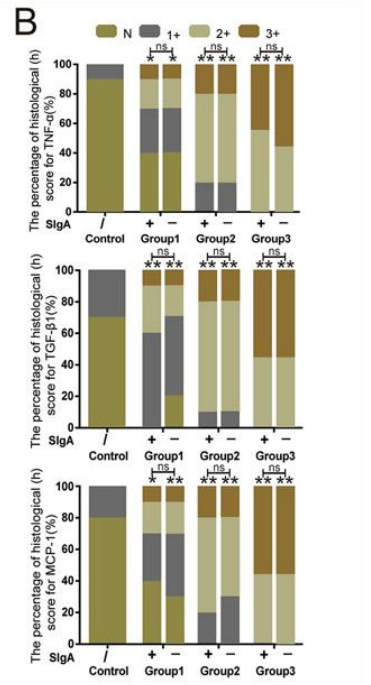 B
N 1+ 2+ 3+
The percentage of histological (h)
score for TNF-α(%)
100
80
60
40
20
0
ns ns ns
* * ** ** ** **
SIgA / + − + − + −
Control Group1 Group2 Group3
The percentage of histological (h)
score for TGF-β1(%)
100
80
60
40
20
0
ns ns ns
** ** ** ** ** **
SIgA / + − + − + −
Control Group1 Group2 Group3
The percentage of histological (h)
score for MCP-1(%)
100
80
60
40
20
0
ns ns ns
* ** ** ** ** **
SIgA / + − + − + −
Control Group1 Group2 Group3